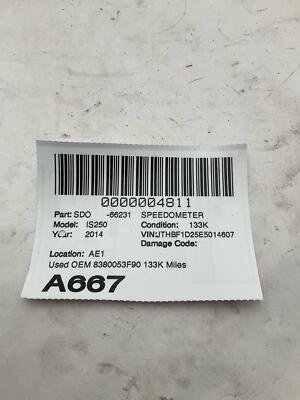 0000004811
Part: SDO -66231 SPEEDOMETER
Model: IS250 Condition: 133K
Year: 2014 VIN:JTHBF1D25E5014607
Damage Code:
Location: AE1
Used OEM 8380053F90 133K Miles
A667